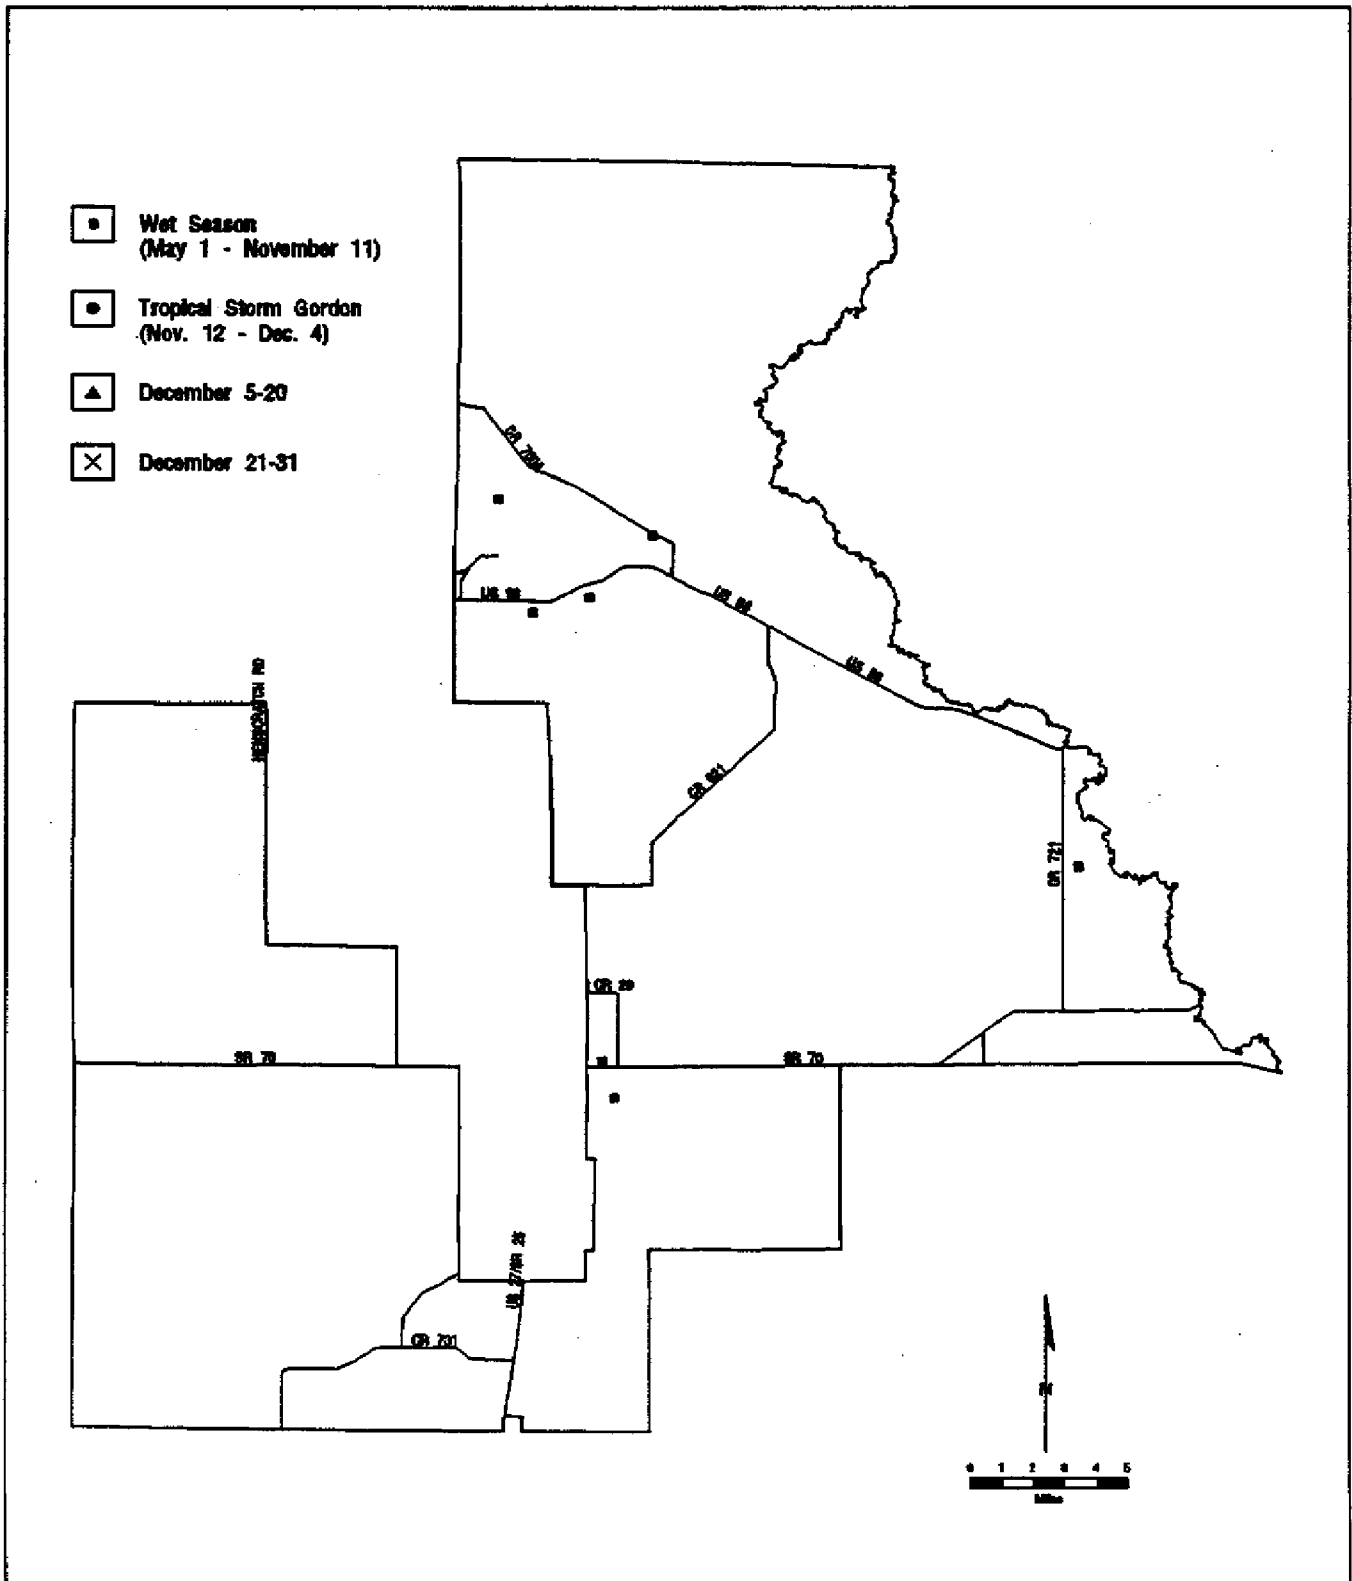 Wet Season
(May 1 - November 11)
Tropical Storm Gordon
(Nov. 12 - Dec. 4)
December 5-20
December 21-31
CR 700A
US 98
US 98
US 98
CR 621
CR 721
CR 29
SR 70
SR 70
US 27/SR 25
CR 731
N
0 1 2 3 4 5
Miles